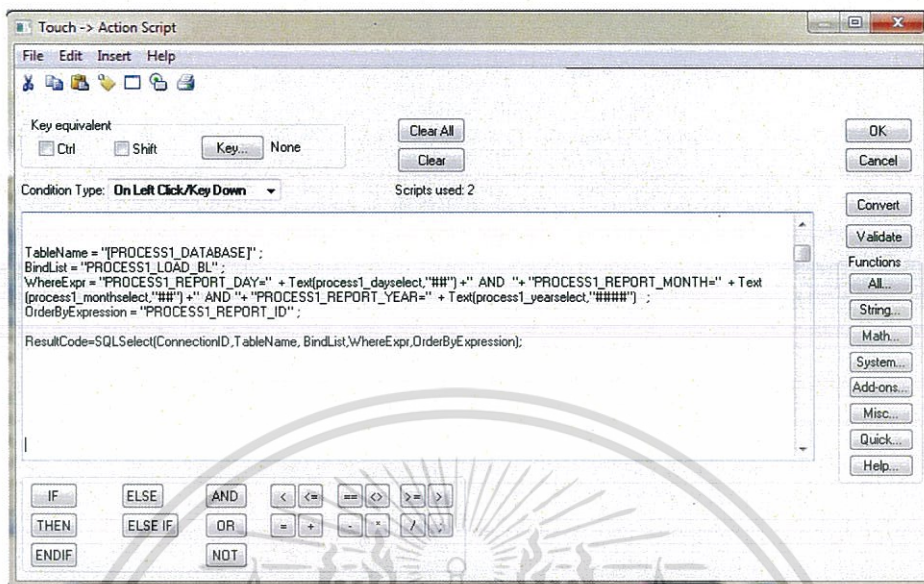 Touch -> Action Script
File Edit Insert Help
Key equivalent
Ctrl Shift Key... None
Clear All
Clear
OK
Cancel
Condition Type: On Left Click/Key Down
Scripts used: 2
Convert
Validate
Functions
All...
String...
Math...
System...
Add-ons...
Misc...
Quick...
Help...
TableName = "[PROCESS1_DATABASE]" ;
BindList = "PROCESS1_LOAD_BL" ;
WhereExpr = "PROCESS1_REPORT_DAY=" + Text(process1_dayselect,"##") +" AND "+ "PROCESS1_REPORT_MONTH=" + Text
(process1_monthselect,"##") +" AND "+ "PROCESS1_REPORT_YEAR=" + Text(process1_yearselect,"####") ;
OrderByExpression = "PROCESS1_REPORT_ID" ;
ResultCode=SQLSelect(ConnectionID,TableName, BindList,WhereExpr,OrderByExpression);
IF ELSE AND < <= == <> >= >
THEN ELSE IF OR = + - * / ;
ENDIF NOT